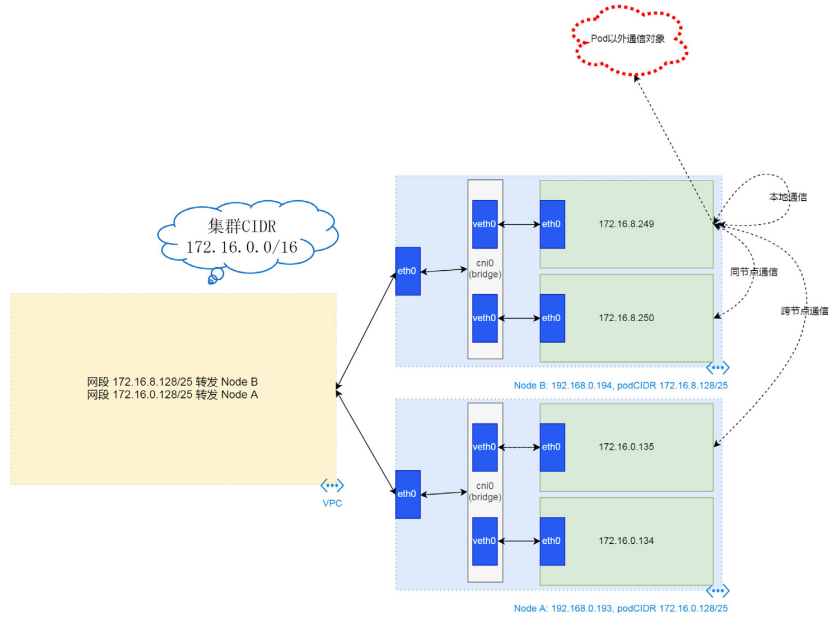 Pod以外通信对象
本地通信
集群CIDR
172.16.0.0/16
veth0
eth0
172.16.8.249
eth0
cni0
(bridge)
同节点通信
veth0
eth0
172.16.8.250
跨节点通信
网段 172.16.8.128/25 转发 Node B
网段 172.16.0.128/25 转发 Node A
Node B: 192.168.0.194, podCIDR 172.16.8.128/25
veth0
eth0
172.16.0.135
eth0
cni0
(bridge)
VPC
veth0
eth0
172.16.0.134
Node A: 192.168.0.193, podCIDR 172.16.0.128/25